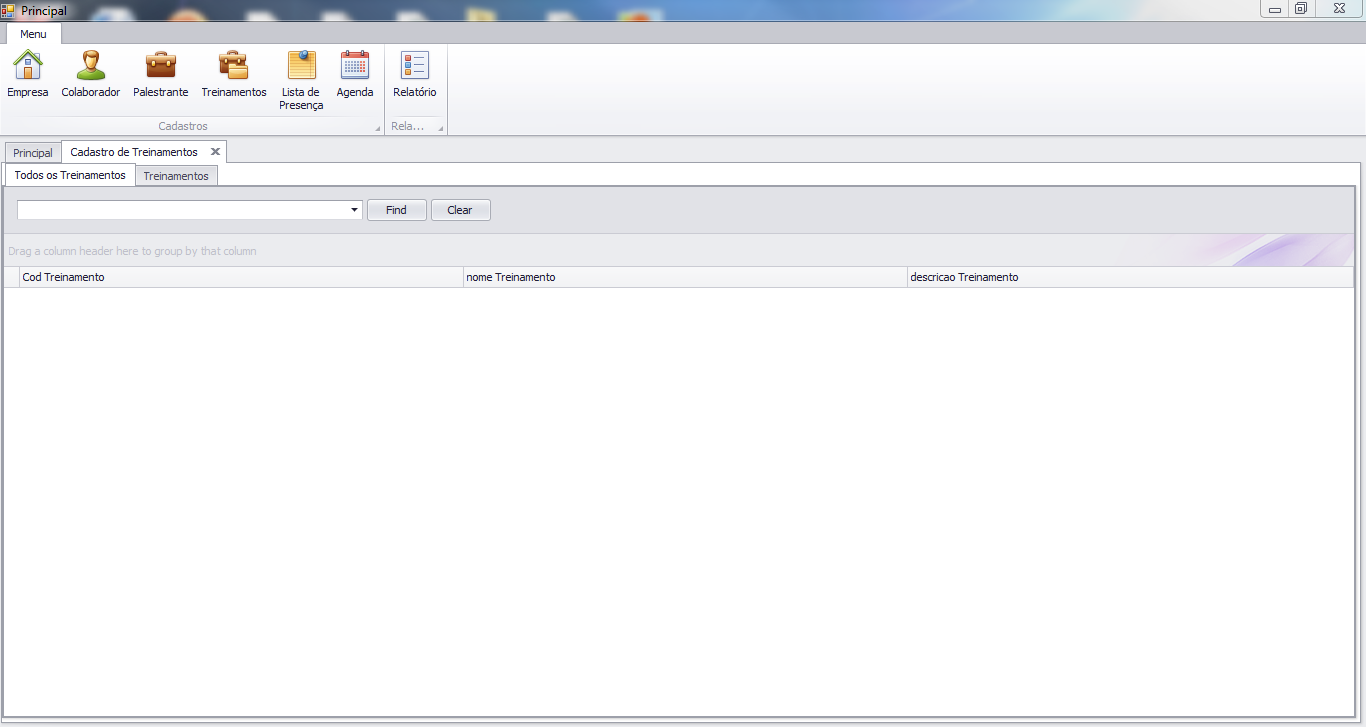 Principal
Menu
Empresa
Colaborador
Palestrante
Treinamentos
Lista de
Presença
Agenda
Relatório
Cadastros
Rela...
Principal
Cadastro de Treinamentos
Todos os Treinamentos
Treinamentos
Find
Clear
Drag a column header here to group by that column
Cod Treinamento
nome Treinamento
descricao Treinamento